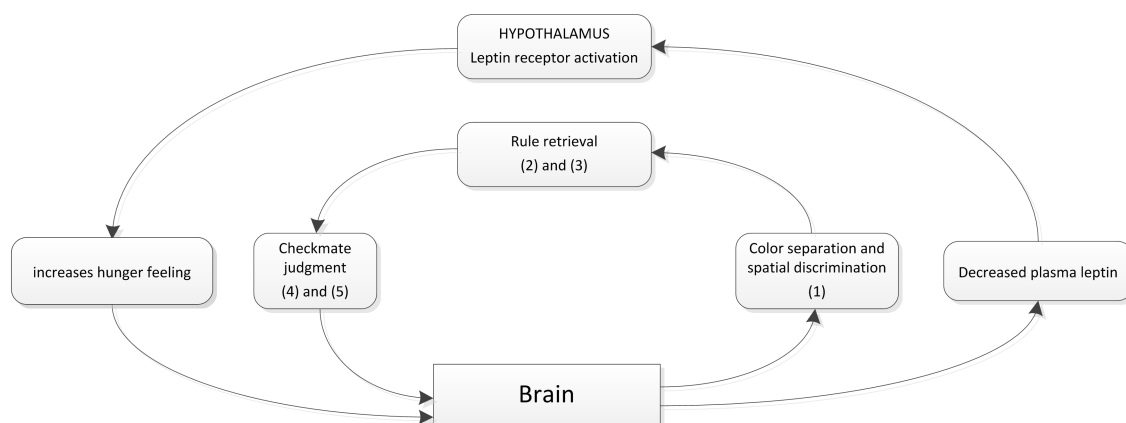 HYPOTHALAMUS
Leptin receptor activation
Rule retrieval
(2) and (3)
increases hunger feeling
Checkmate
judgment
(4) and (5)
Color separation and
spatial discrimination
(1)
Decreased plasma leptin
Brain